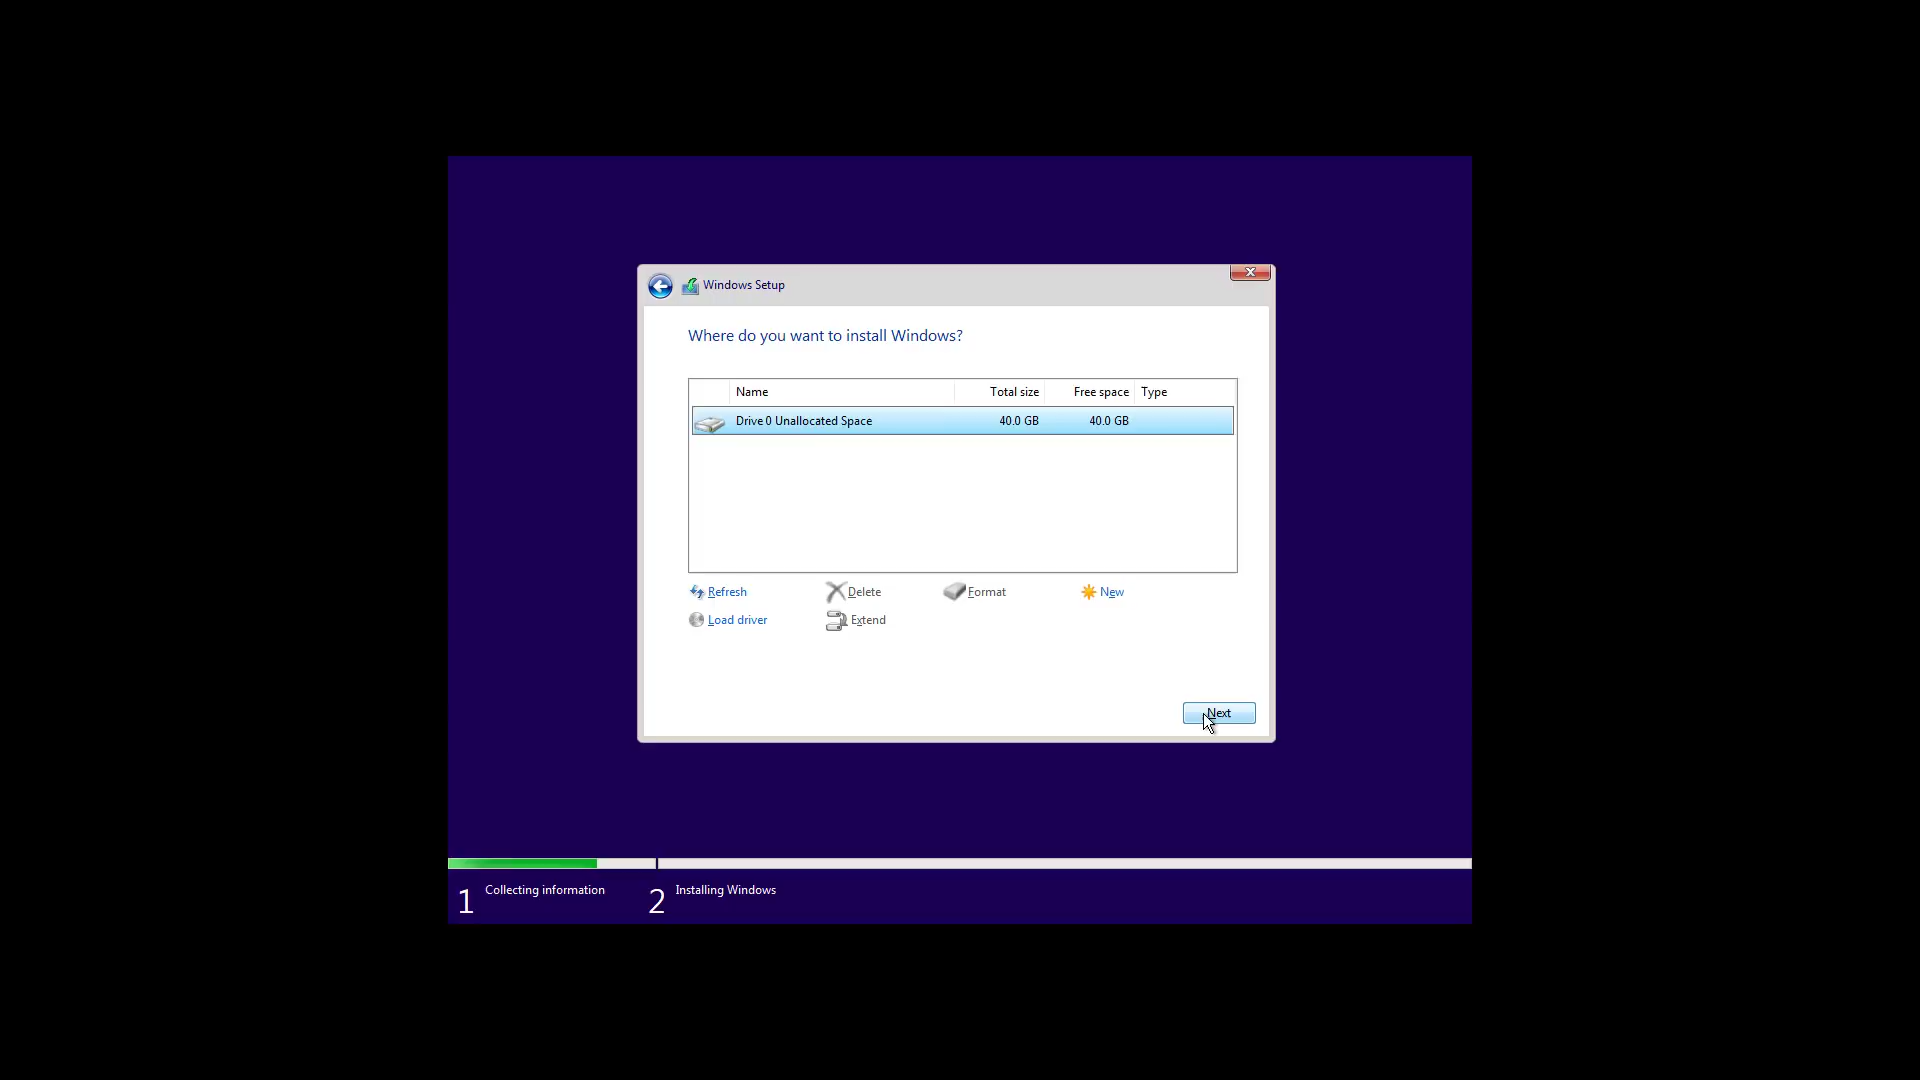 Windows Setup
Where do you want to install Windows?
Name Total size Free space Type
Drive 0 Unallocated Space 40.0 GB 40.0 GB
Refresh Delete Format New
Load driver Extend
Next
1 Collecting information 2 Installing Windows